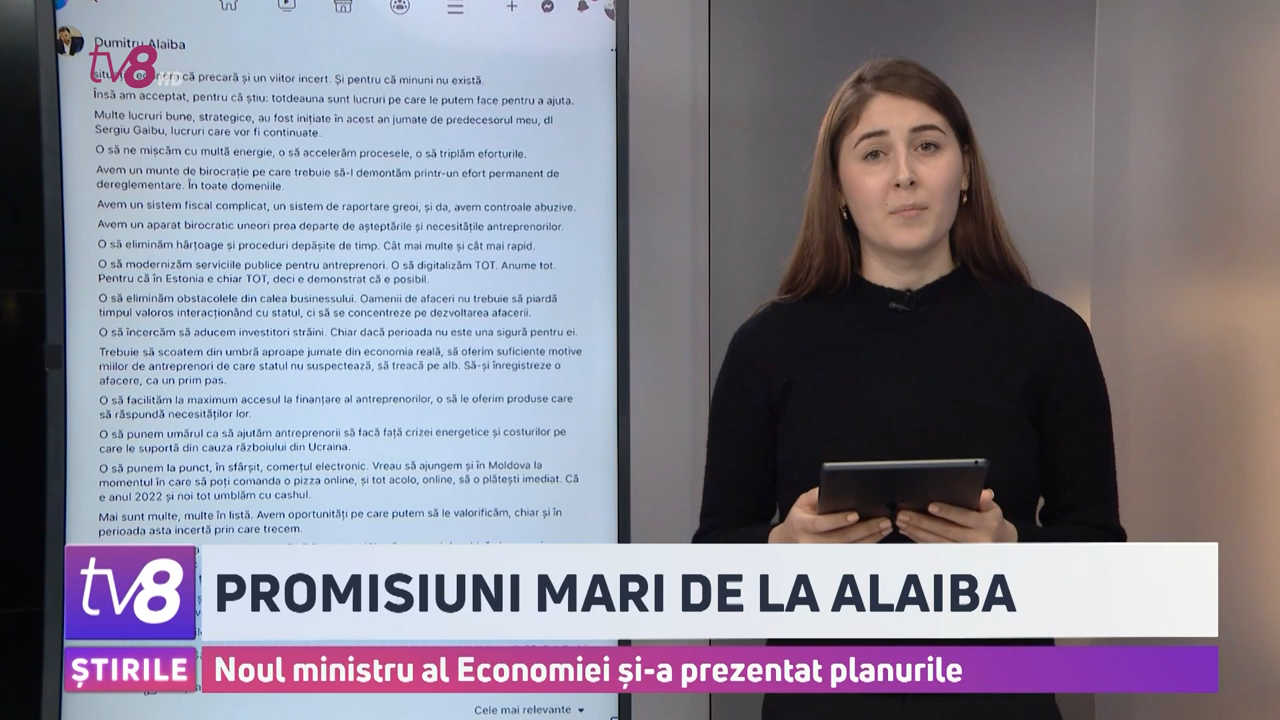 Dumitru Alaiba
tv8
HD
că precară și un viitor incert. Și pentru că minuni nu există.
Însă am acceptat, pentru că știu: totdeauna sunt lucruri pe care le putem face pentru a ajuta.
Multe lucruri bune, strategice, au fost inițiate în acest an jumate de predecesorul meu, dl
Sergiu Gaibu, lucruri care vor fi continuate.
O să ne mișcăm cu multă energie, o să accelerăm procesele, o să triplăm eforturile.
Avem un munte de birocrație pe care trebuie să-l demontăm printr-un efort permanent de
dereglementare. În toate domeniile.
Avem un sistem fiscal complicat, un sistem de raportare greoi, și da, avem controale abuzive.
Avem un aparat birocratic uneori prea departe de așteptările și necesitățile antreprenorilor.
O să eliminăm hârțoage și proceduri depășite de timp. Cât mai multe și cât mai rapid.
O să modernizăm serviciile publice pentru antreprenori. O să digitalizăm TOT. Anume tot.
Pentru că în Estonia e chiar TOT, deci e demonstrat că e posibil.
O să eliminăm obstacolele din calea businessului. Oamenii de afaceri nu trebuie să piardă
timpul valoros interacționând cu statul, ci să se concentreze pe dezvoltarea afacerii.
O să încercăm să aducem investitori străini. Chiar dacă perioada nu este una sigură pentru ei.
Trebuie să scoatem din umbră aproape jumate din economia reală, să oferim suficiente motive
miilor de antreprenori de care statul nu suspectează, să treacă pe alb. Să-și înregistreze o
afacere, ca un prim pas.
O să facilităm la maximum accesul la finanțare al antreprenorilor, o să le oferim produse care
să răspundă necesităților lor.
O să punem umărul ca să ajutăm antreprenorii să facă față crizei energetice și costurilor pe
care le suportă din cauza războiului din Ucraina.
O să punem la punct, în sfârșit, comerțul electronic. Vreau să ajungem și în Moldova la
momentul în care să poți comanda o pizza online, și tot acolo, online, să o plătești imediat. Că
e anul 2022 și noi tot umblăm cu cashul.
Mai sunt multe, multe în listă. Avem oportunități pe care putem să le valorificăm, chiar și în
perioada asta incertă prin care trecem.
tv8
PROMISIUNI MARI DE LA ALAIBA
ȘTIRILE
Noul ministru al Economiei și-a prezentat planurile
Cele mai relevante